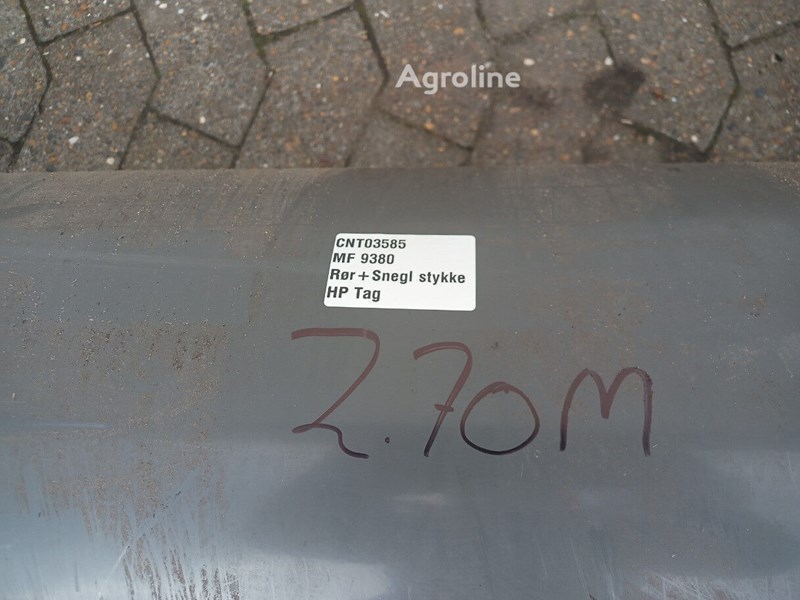 Agroline
CNT03585
MF 9380
Rør+Snegl stykke
HP Tag
2.70M